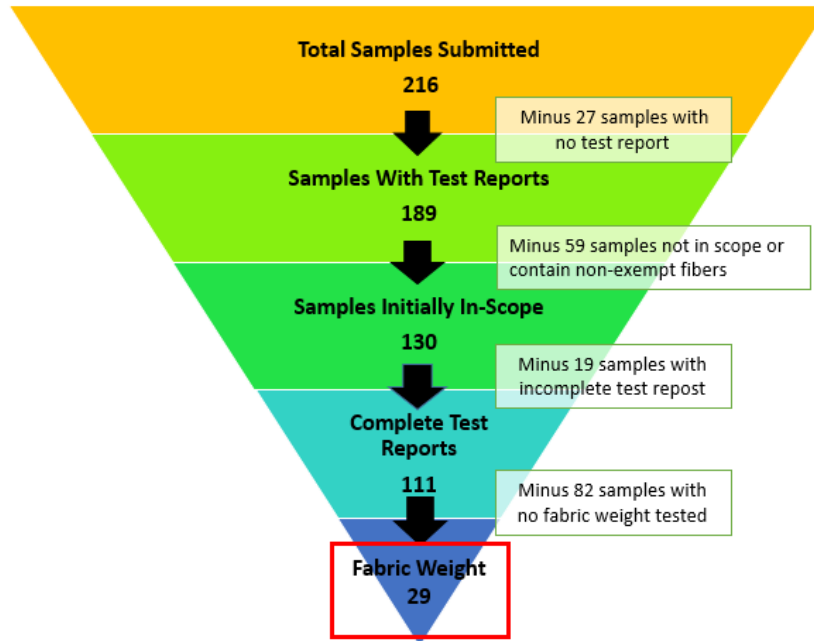 Total Samples Submitted
216
Minus 27 samples with
no test report
Samples With Test Reports
189
Minus 59 samples not in scope or
contain non-exempt fibers
Samples Initially In-Scope
130
Minus 19 samples with
incomplete test repost
Complete Test
Reports
111
Minus 82 samples with
no fabric weight tested
Fabric Weight
29